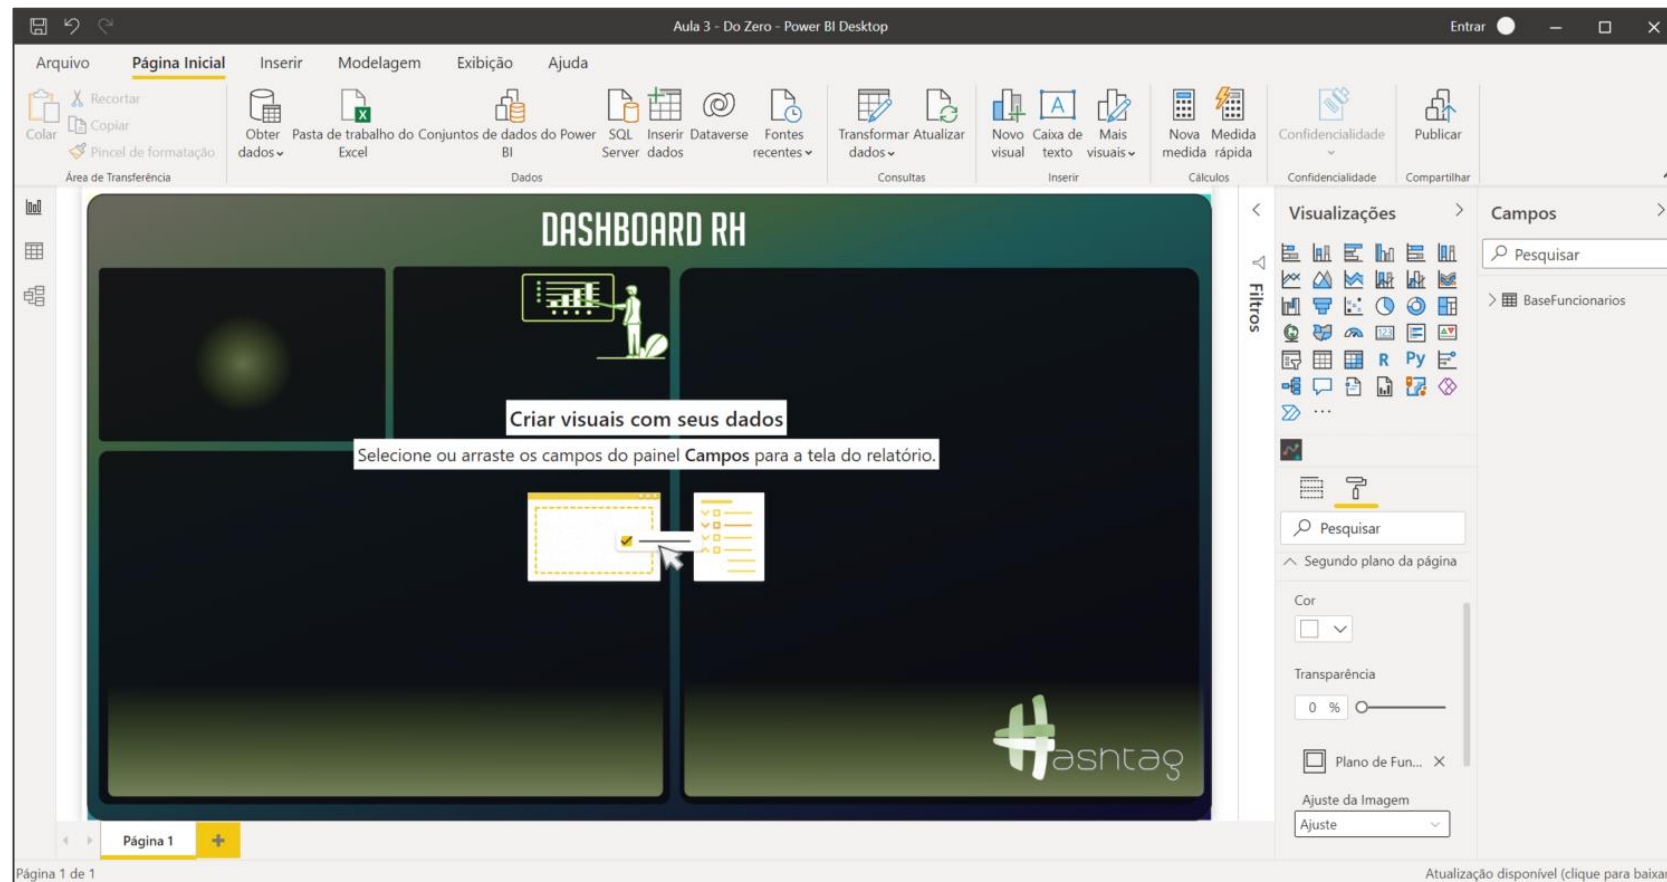 Aula 3 - Do Zero - Power BI Desktop
Entrar
Arquivo
Página Inicial
Inserir
Modelagem
Exibição
Ajuda
Colar
Recortar
Copiar
Pincel de formatação
Área de Transferência
Obter dados
Pasta de trabalho do Excel
Conjuntos de dados do Power BI
SQL Server
Inserir dados
Dataverse
Fontes recentes
Dados
Transformar dados
Atualizar
Consultas
Novo visual
Caixa de texto
Mais visuais
Inserir
Nova medida
Medida rápida
Cálculos
Confidencialidade
Confidencialidade
Publicar
Compartilhar
DASHBOARD RH
Criar visuais com seus dados
Selecione ou arraste os campos do painel Campos para a tela do relatório.
Hashtag
Filtros
Visualizações
123
R
Py
Pesquisar
Segundo plano da página
Cor
Transparência
0 %
Plano de Fun...
Ajuste da Imagem
Ajuste
Campos
Pesquisar
BaseFuncionarios
Página 1
Página 1 de 1
Atualização disponível (clique para baixar